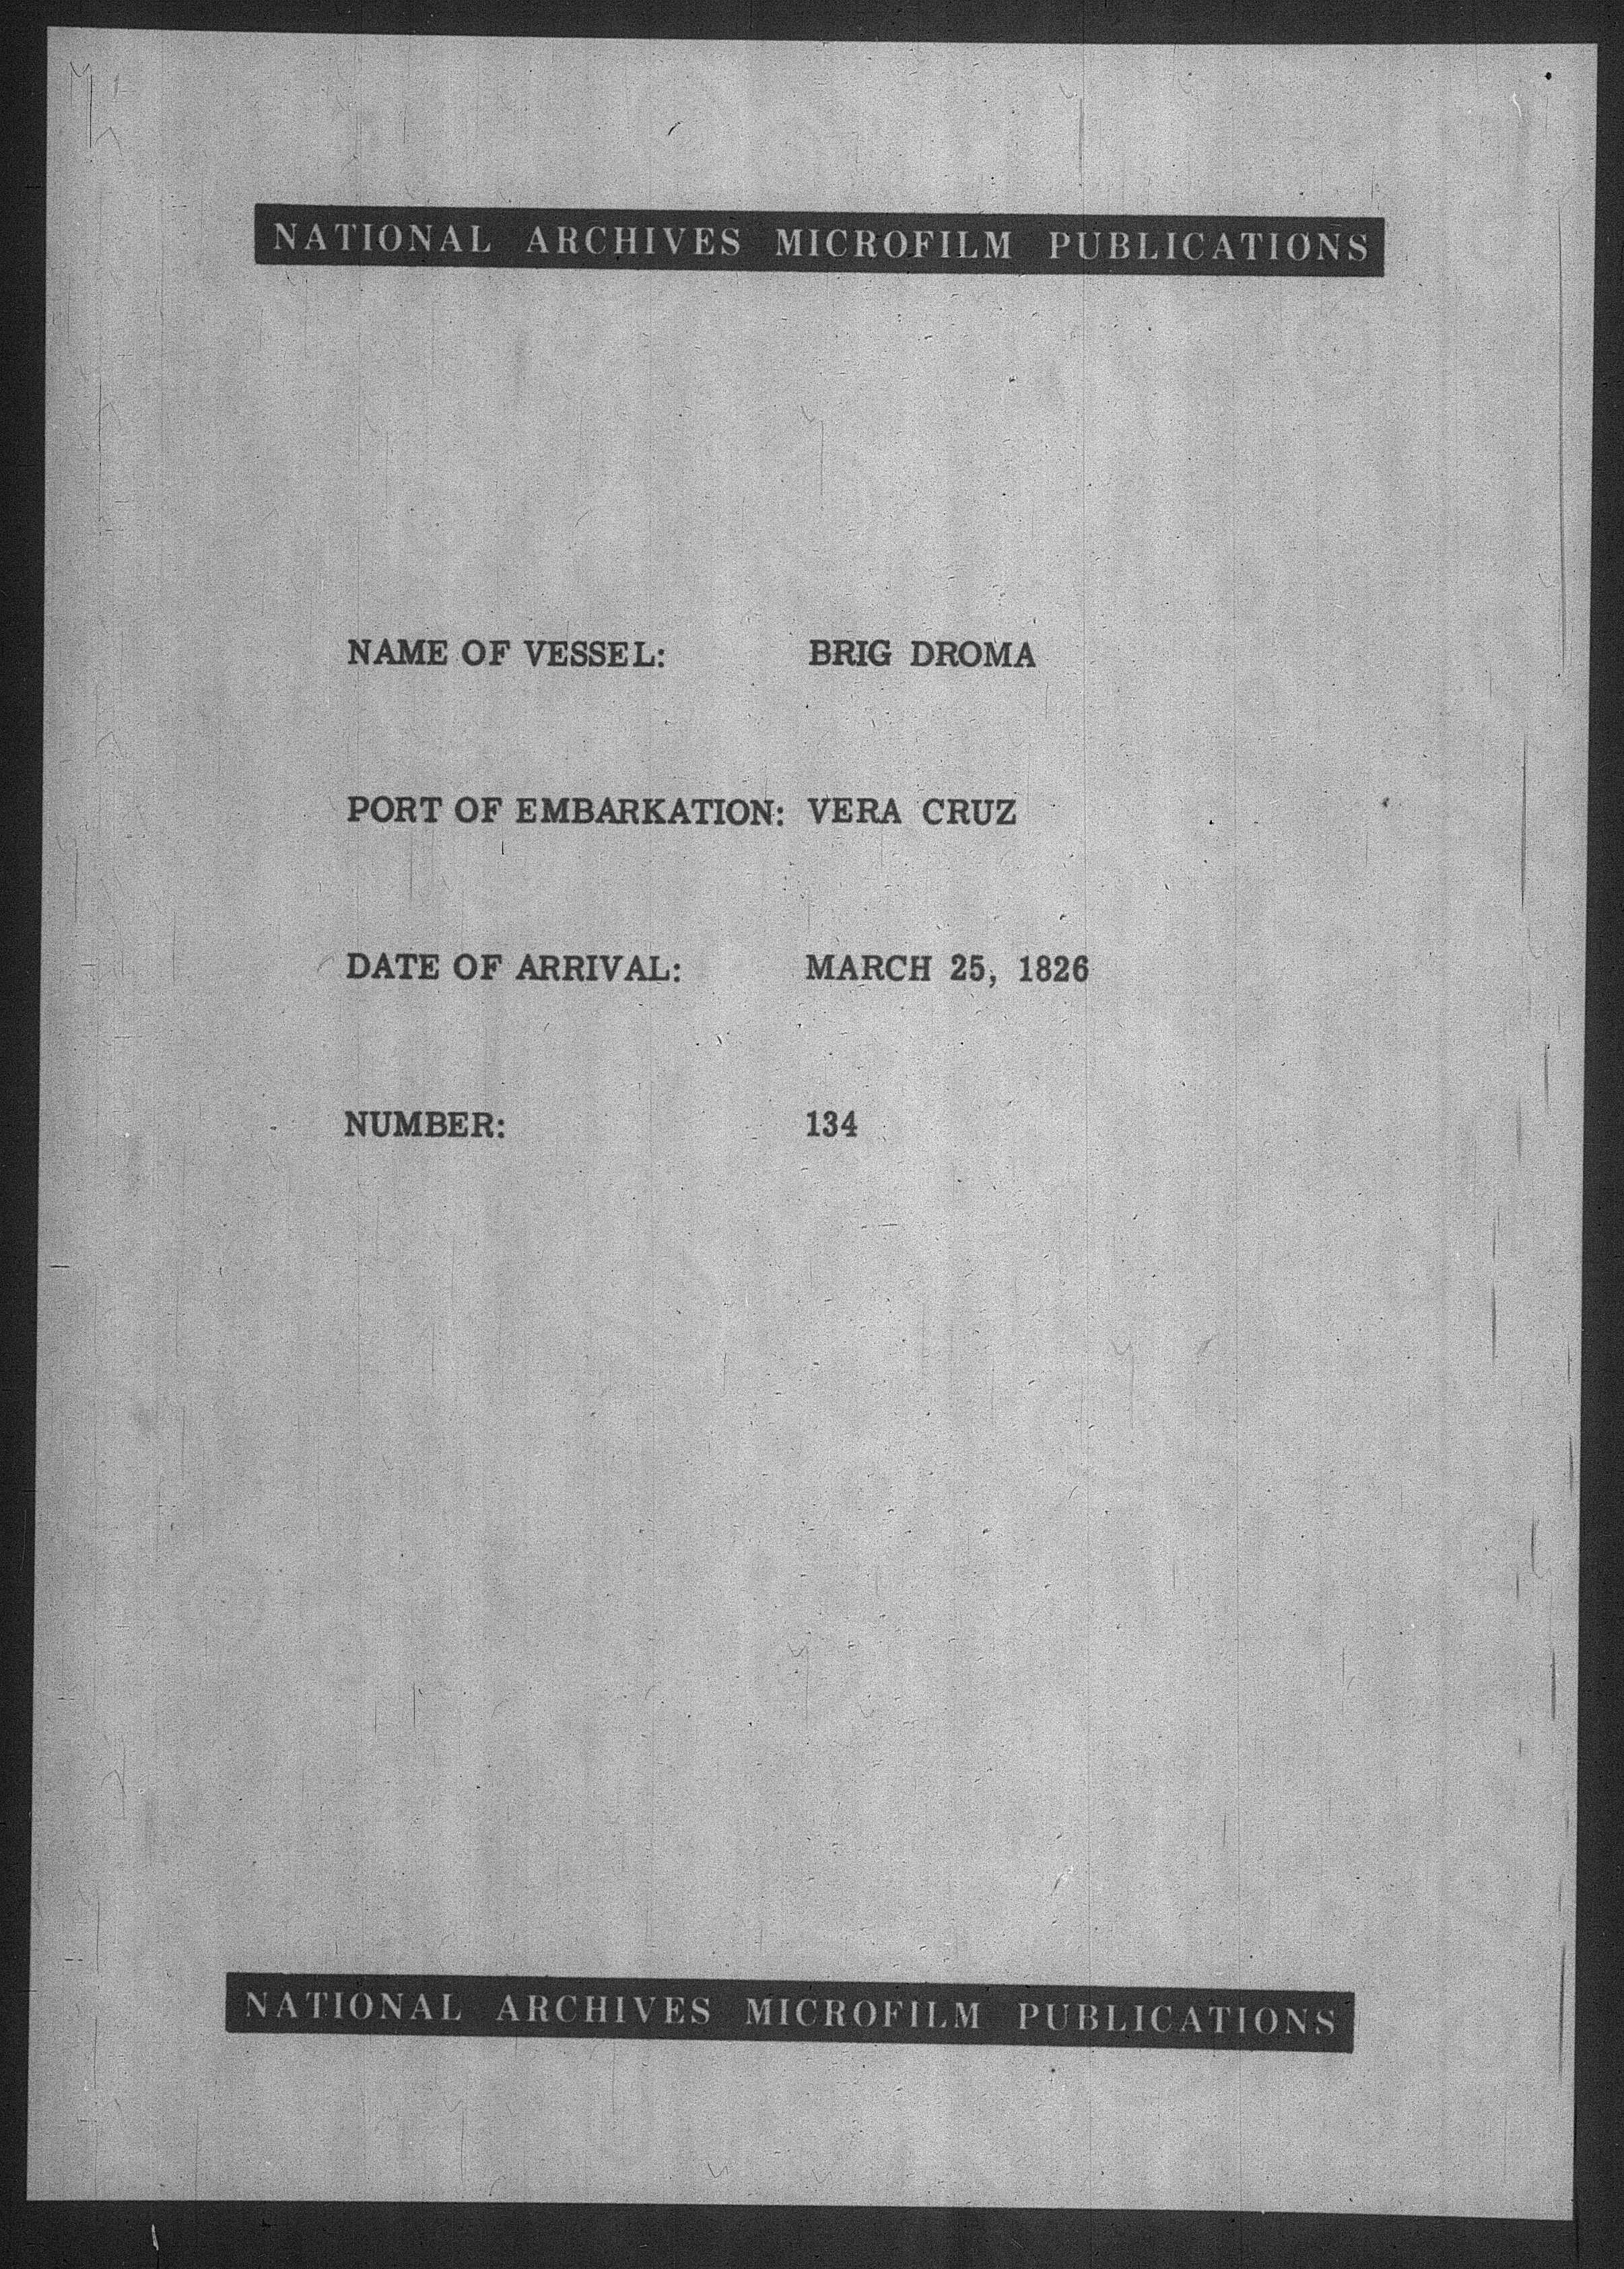 NATIONAL ARCHIVES MICROFILM PUBLICATIONS
NAME OF VESSEL: BRIG DROMA
PORT OF EMBARKATION: VERA CRUZ
DATE OF ARRIVAL: MARCH 25, 1826
NUMBER: 134
NATIONAL ARCHIVES MICROFILM PUBLICATIONS